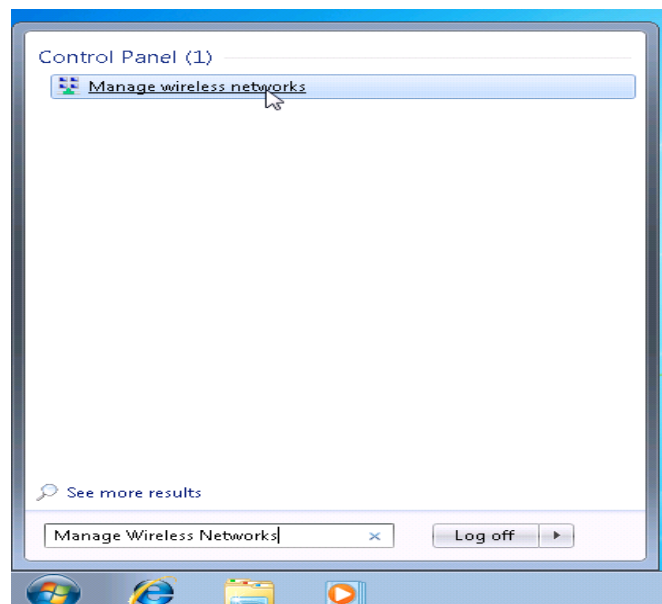 Control Panel (1)
Manage wireless networks
See more results
Manage Wireless Networks
Log off